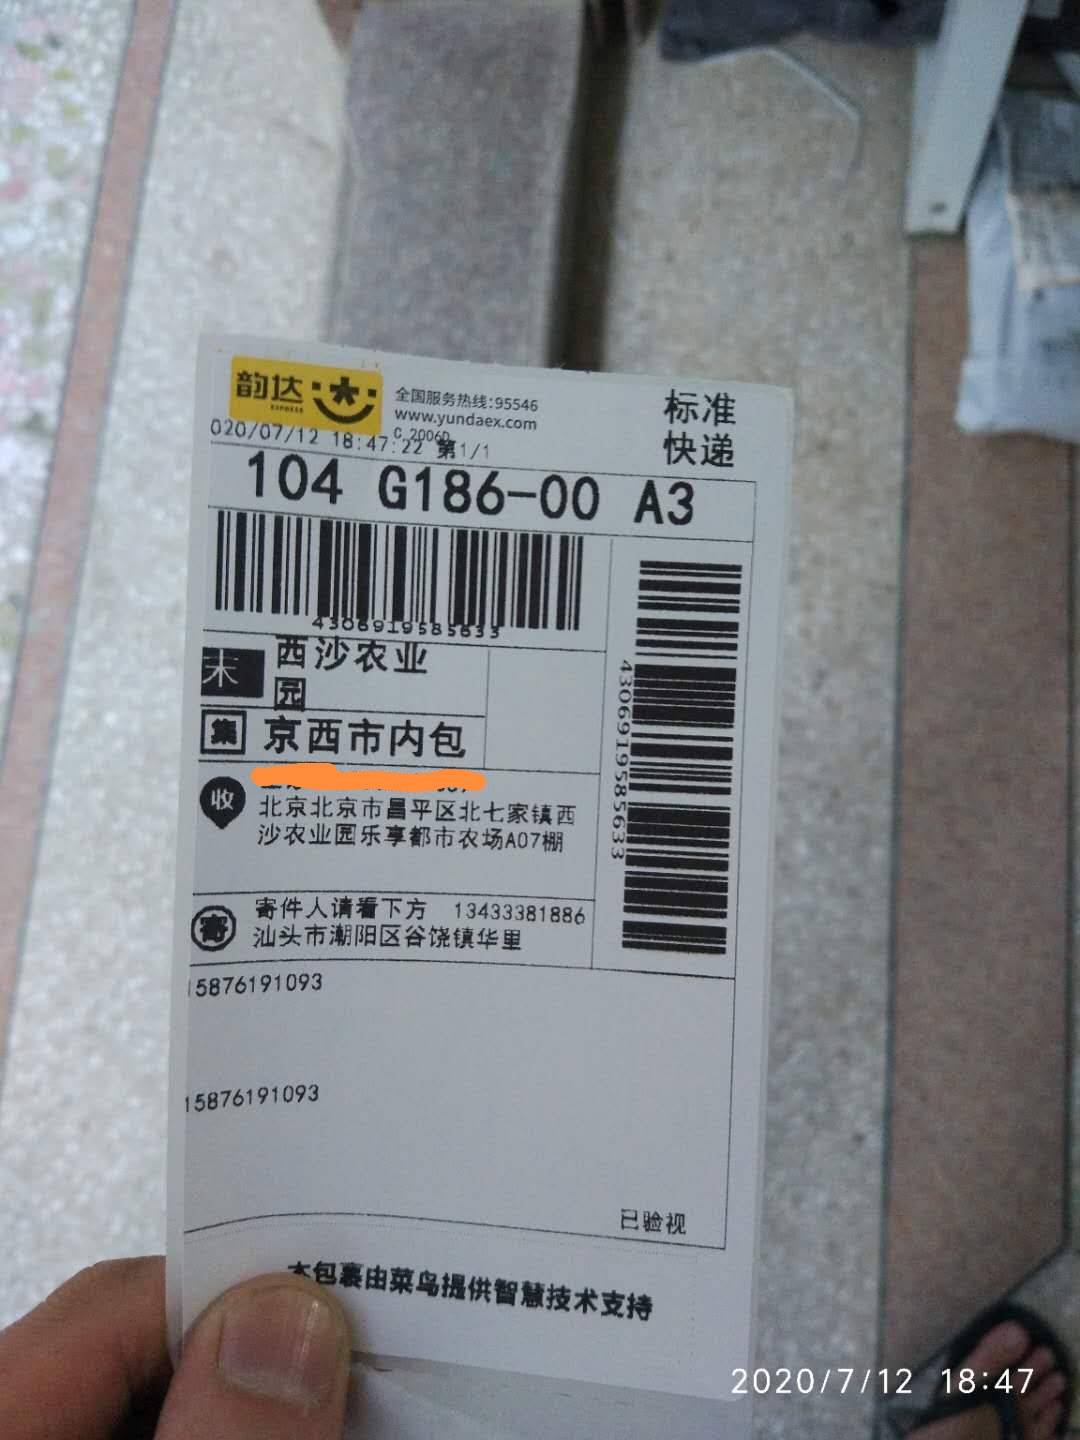 韵达
EXPRESS
全国服务热线:95546
www.yundaex.com
标准
快递
020/07/12 18:47:22 第1/1
104 G186-00 A3
4306919585633
4306919585633
末 西沙农业
园
集 京西市内包
收
北京北京市昌平区北七家镇西
沙农业园乐享都市农场A07棚
寄
寄件人请看下方 13433381886
汕头市潮阳区谷饶镇华里
15876191093
15876191093
已验视
本包裹由菜鸟提供智慧技术支持
2020/7/12 18:47